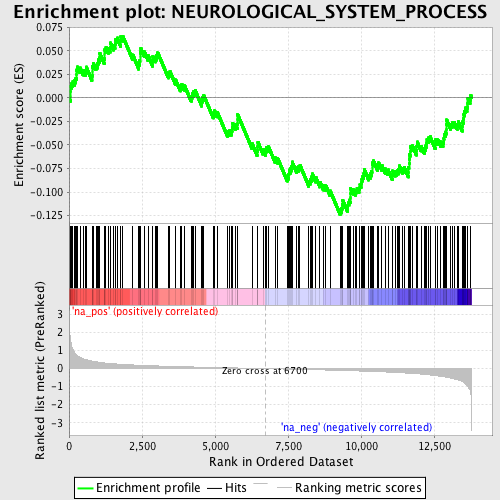 Enrichment plot: NEUROLOGICAL_SYSTEM_PROCESS
Enrichment score (ES)
0.075
0.050
0.025
0.000
-0.025
-0.050
-0.075
-0.100
-0.125
'na_pos' (positively correlated)
Ranked list metric (PreRanked)
3
2
1
0
-1
-2
-3
Zero cross at 6700
'na_neg' (negatively correlated)
0
2,500
5,000
7,500
10,000
12,500
Rank in Ordered Dataset
Enrichment profile
Hits
Ranking metric scores